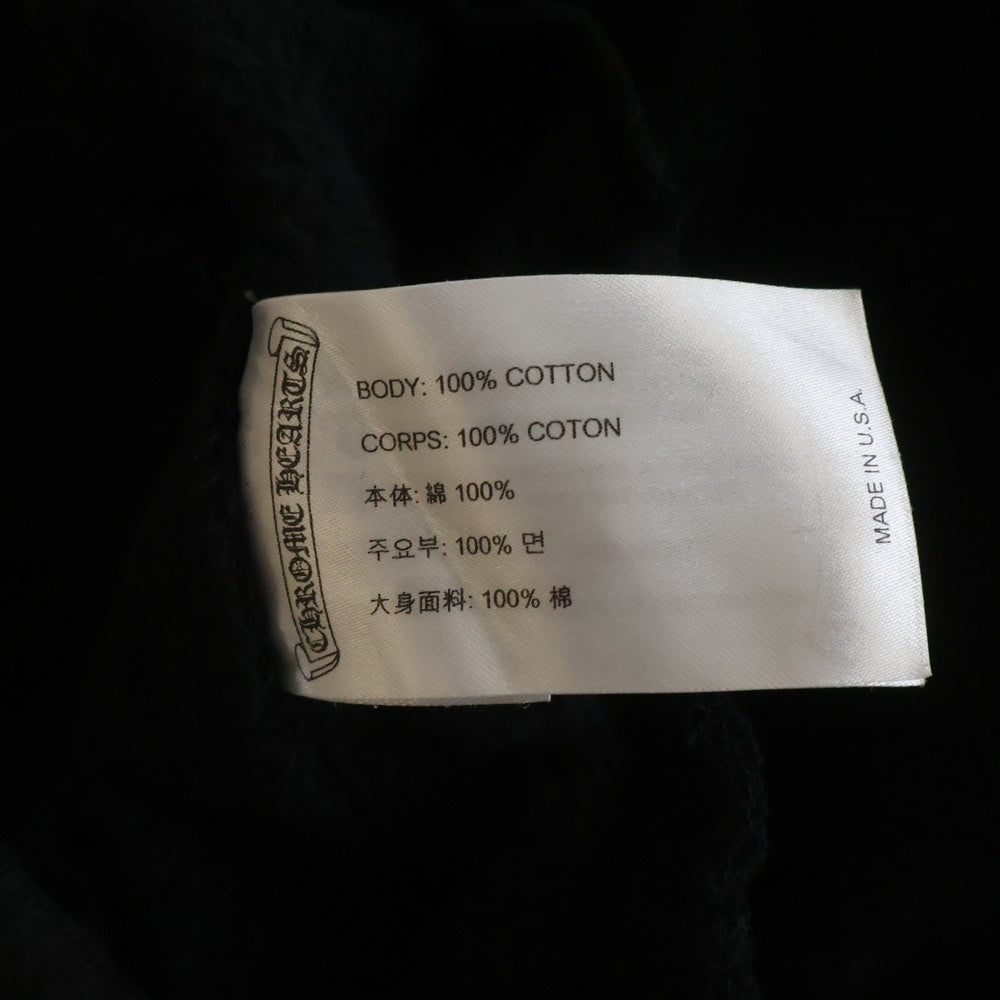 CHROME HEARTS
BODY: 100% COTTON
CORPS: 100% COTON
本体: 綿 100%
주요부: 100% 면
大身面料: 100% 棉
MADE IN U.S.A.